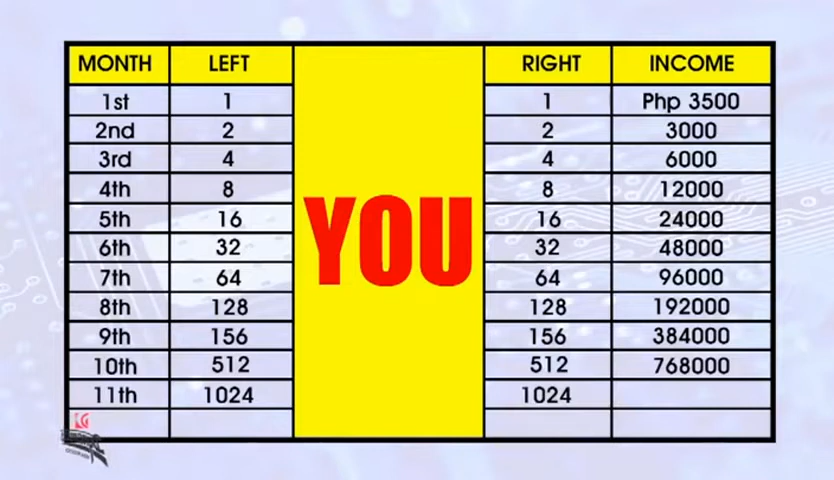 MONTH LEFT RIGHT INCOME
1st 1 1 Php 3500
2nd 2 2 3000
3rd 4 4 6000
4th 8 8 12000
5th 16 16 24000
6th 32 32 48000
YOU
7th 64 64 96000
8th 128 128 192000
9th 156 156 384000
10th 512 512 768000
11th 1024 1024